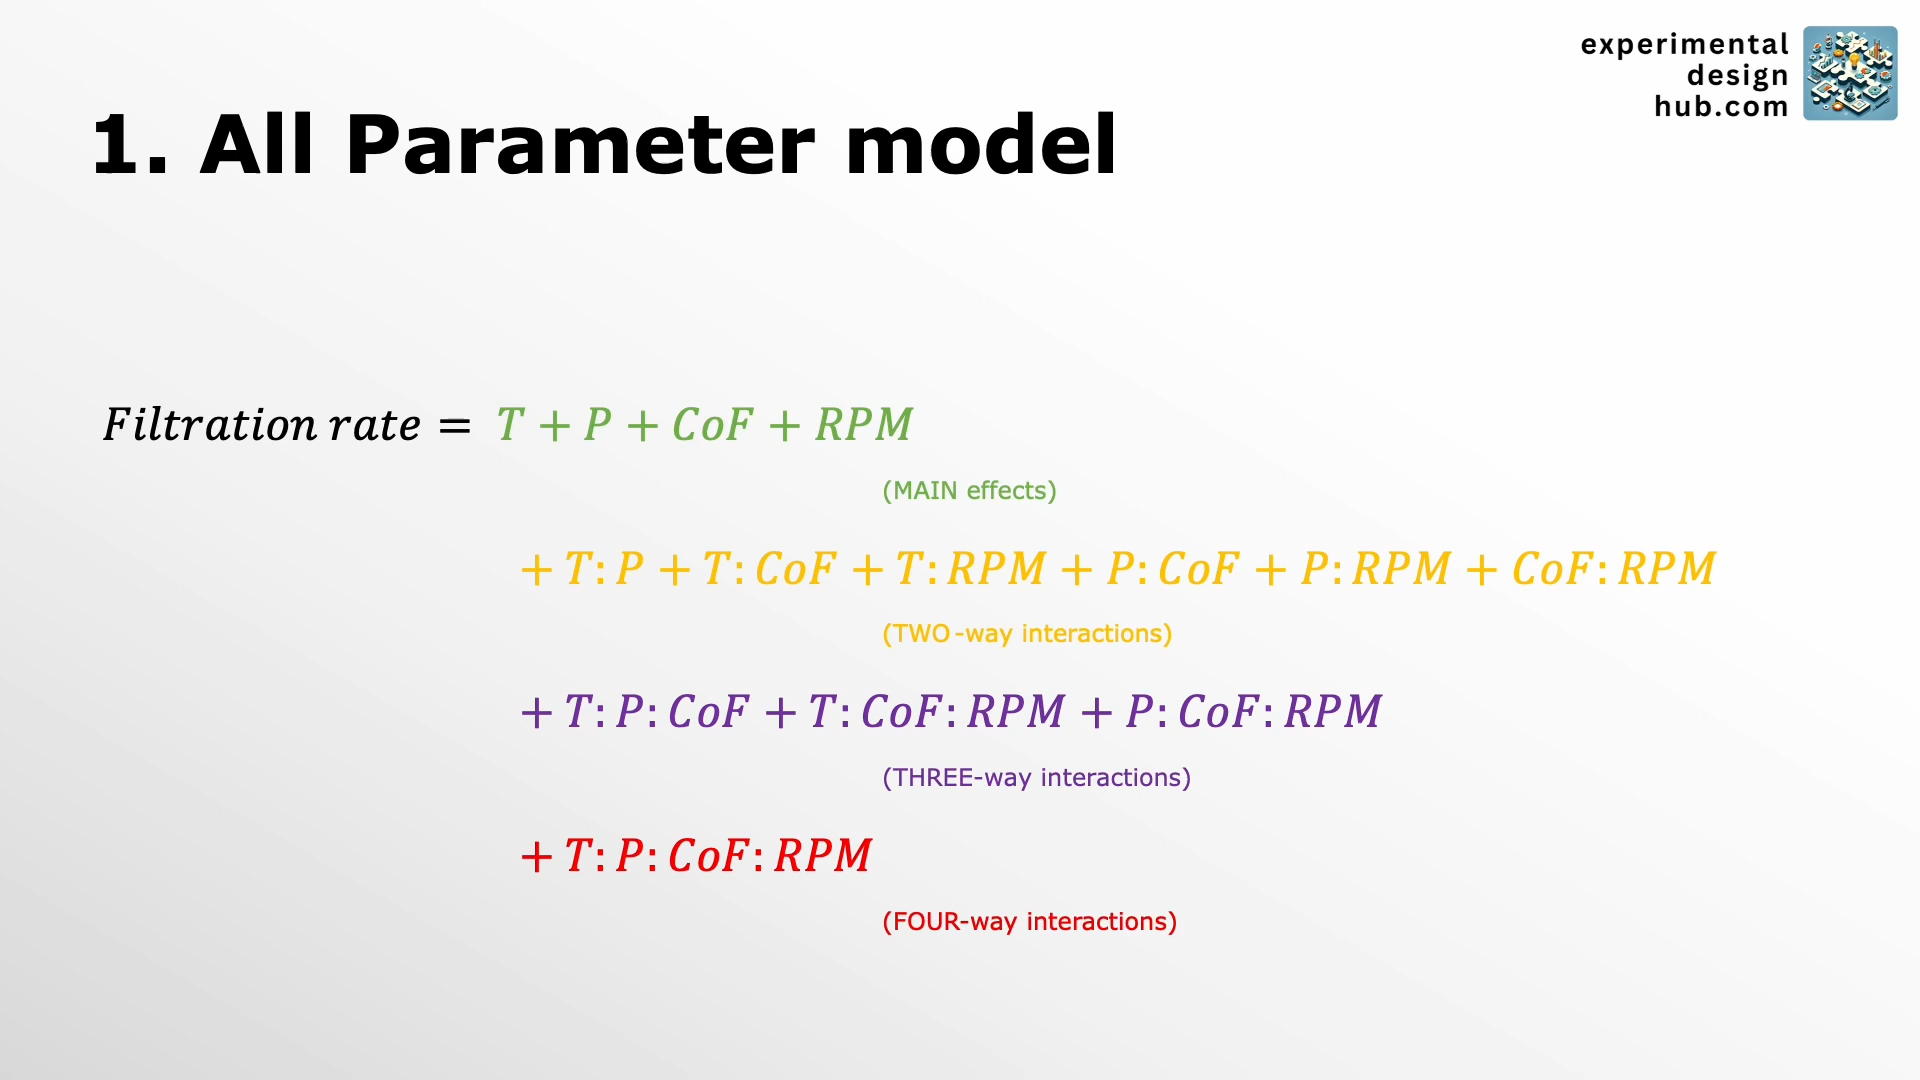 experimental
design
hub.com
1. All Parameter model
Filtration rate = T + P + CoF + RPM
(MAIN effects)
+ T: P + T: CoF + T: RPM + P: CoF + P: RPM + CoF: RPM
(TWO-way interactions)
+ T: P: CoF + T: CoF: RPM + P: CoF: RPM
(THREE-way interactions)
+ T: P: CoF: RPM
(FOUR-way interactions)